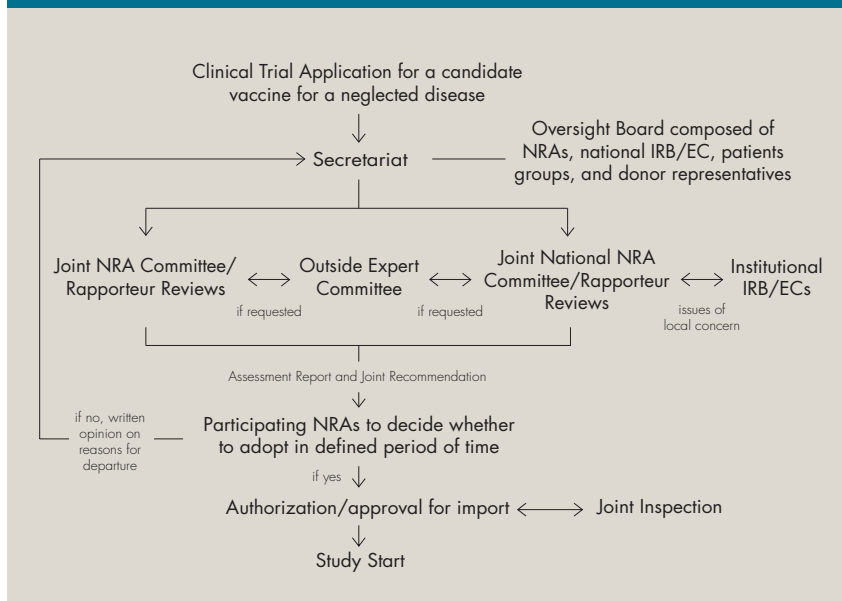 Clinical Trial Application for a candidate
vaccine for a neglected disease
Secretariat
Oversight Board composed of
NRAs, national IRB/EC, patients
groups, and donor representatives
Joint NRA Committee/
Rapporteur Reviews
if requested
Outside Expert
Committee
if requested
Joint National NRA
Committee/Rapporteur
Reviews
issues of
local concern
Institutional
IRB/ECs
Assessment Report and Joint Recommendation
if no, written
opinion on
reasons for
departure
Participating NRAs to decide whether
to adopt in defined period of time
if yes
Authorization/approval for import
Joint Inspection
Study Start